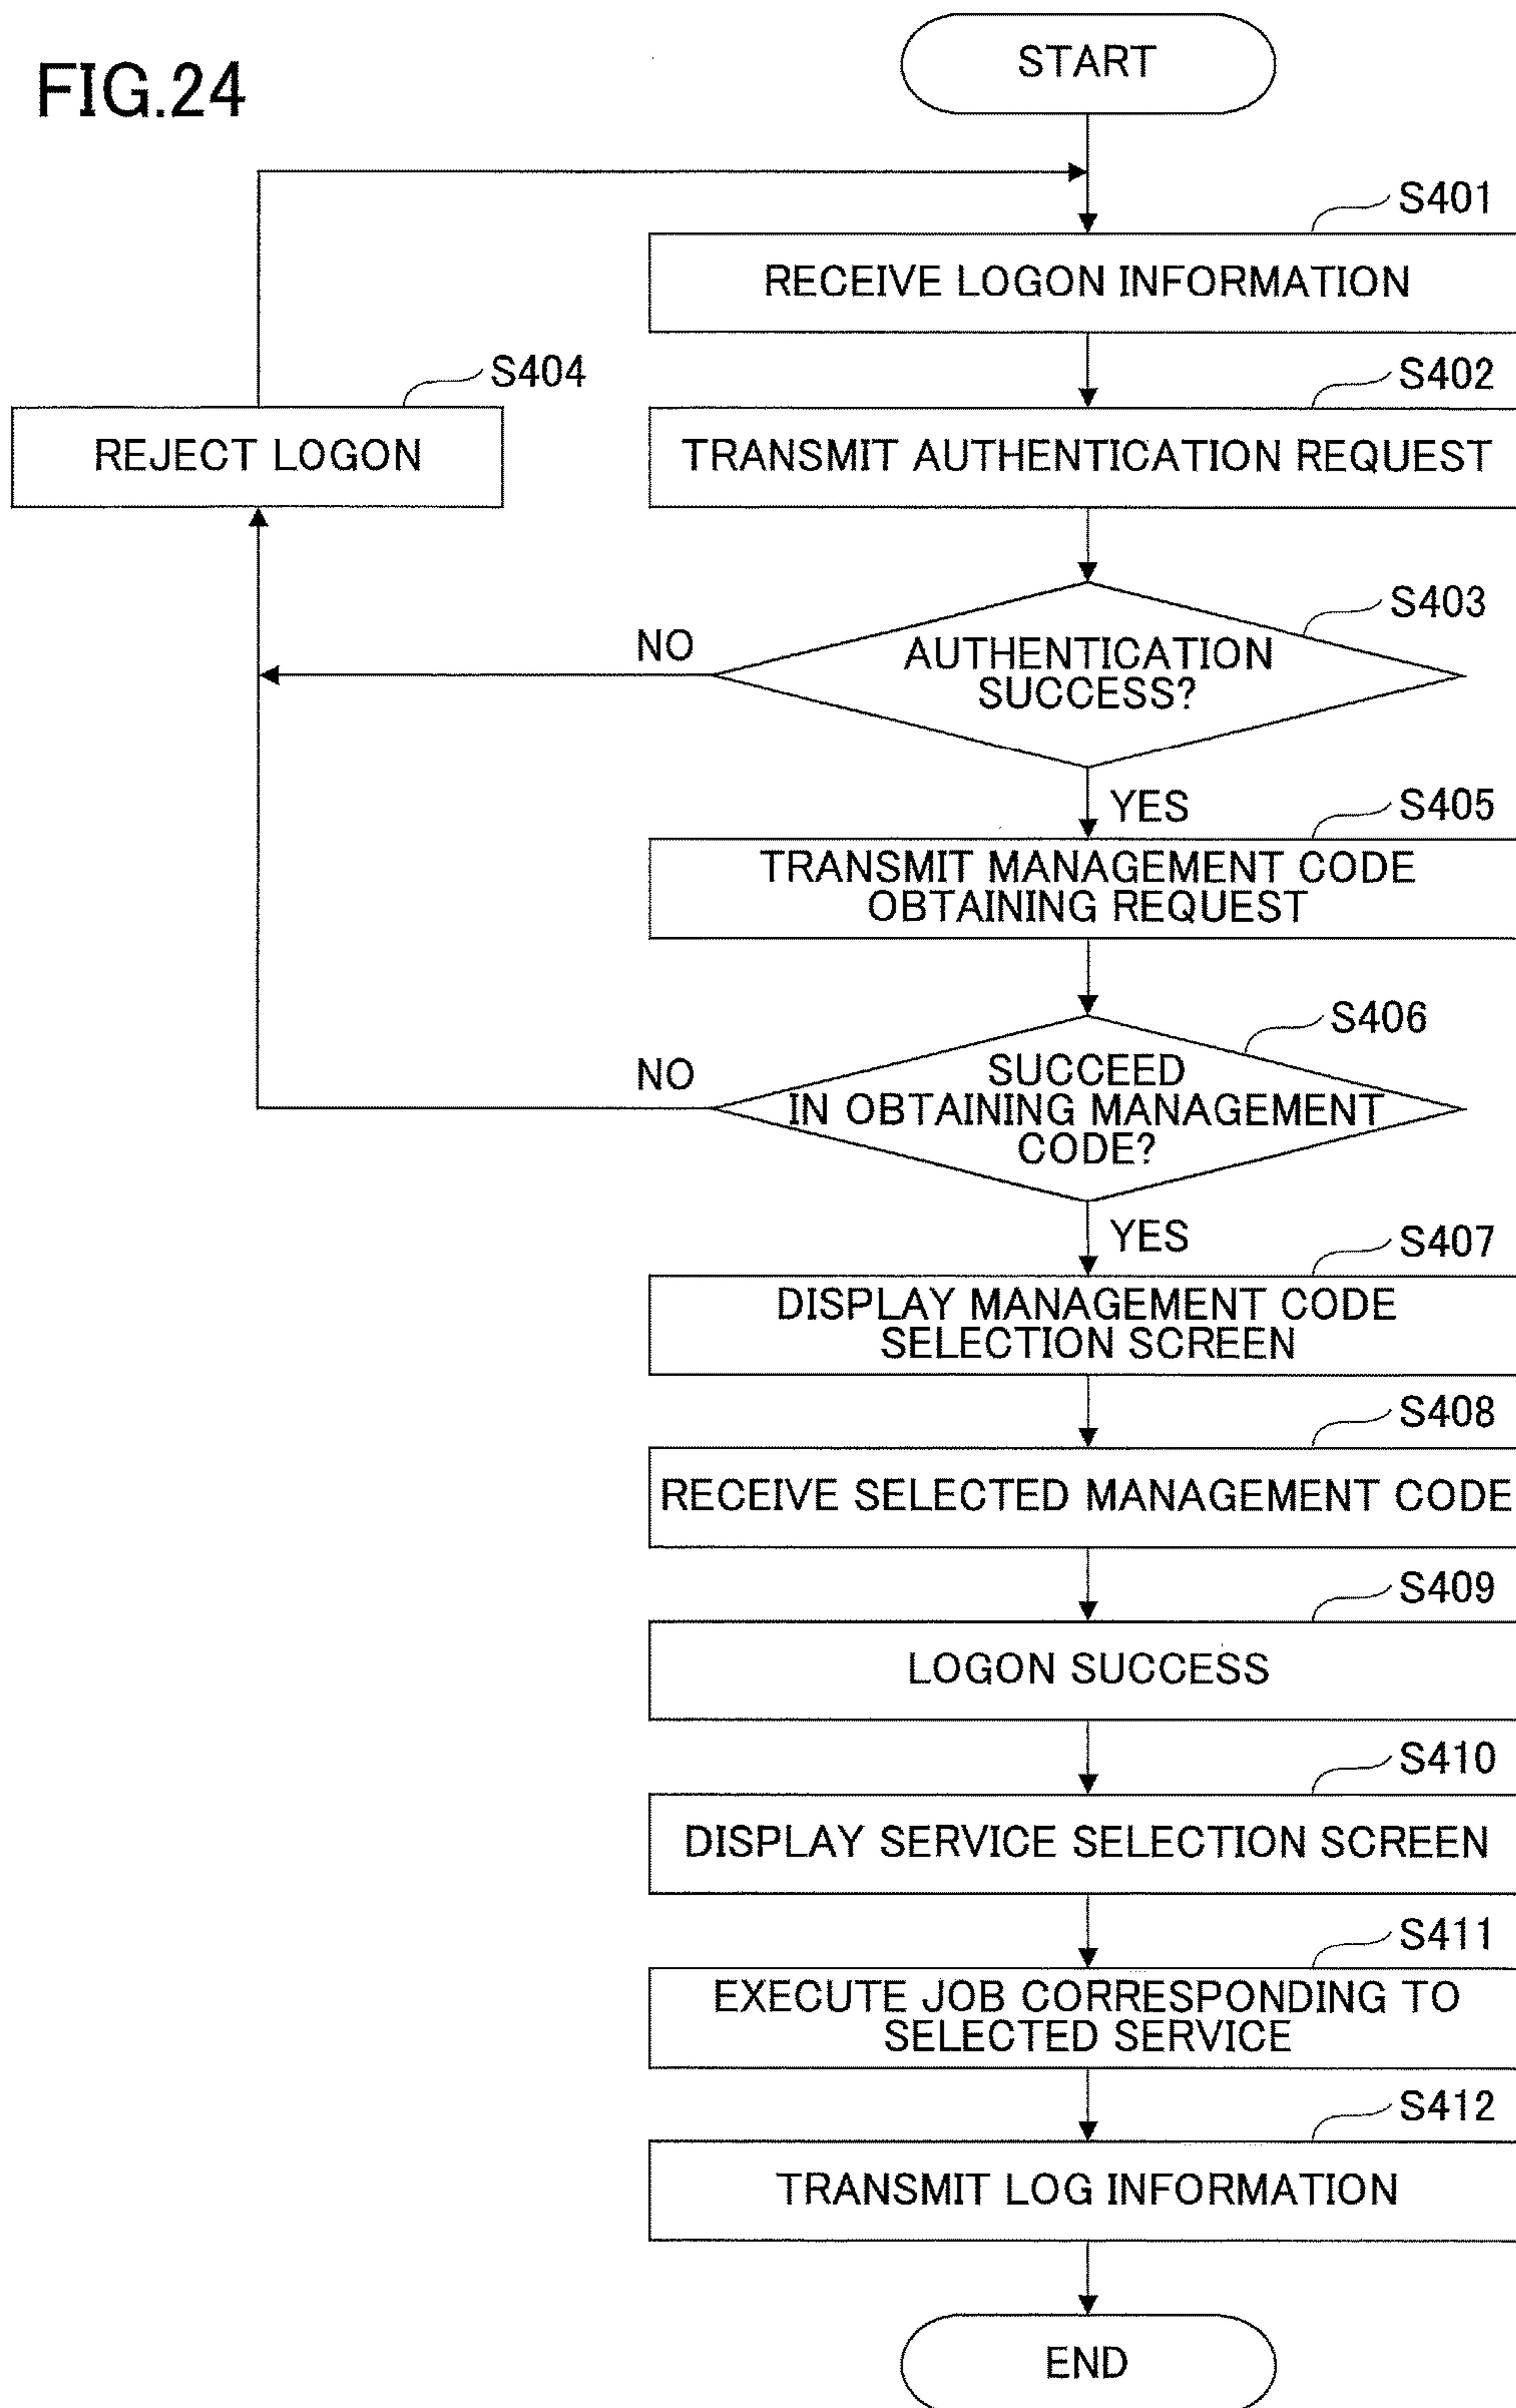 FIG.24
START
S401
RECEIVE LOGON INFORMATION
S404
REJECT LOGON
S402
TRANSMIT AUTHENTICATION REQUEST
S403
NO
AUTHENTICATION
SUCCESS?
YES
S405
TRANSMIT MANAGEMENT CODE
OBTAINING REQUEST
S406
NO
SUCCEED
IN OBTAINING MANAGEMENT
CODE?
YES
S407
DISPLAY MANAGEMENT CODE
SELECTION SCREEN
S408
RECEIVE SELECTED MANAGEMENT CODE
S409
LOGON SUCCESS
S410
DISPLAY SERVICE SELECTION SCREEN
S411
EXECUTE JOB CORRESPONDING TO
SELECTED SERVICE
S412
TRANSMIT LOG INFORMATION
END